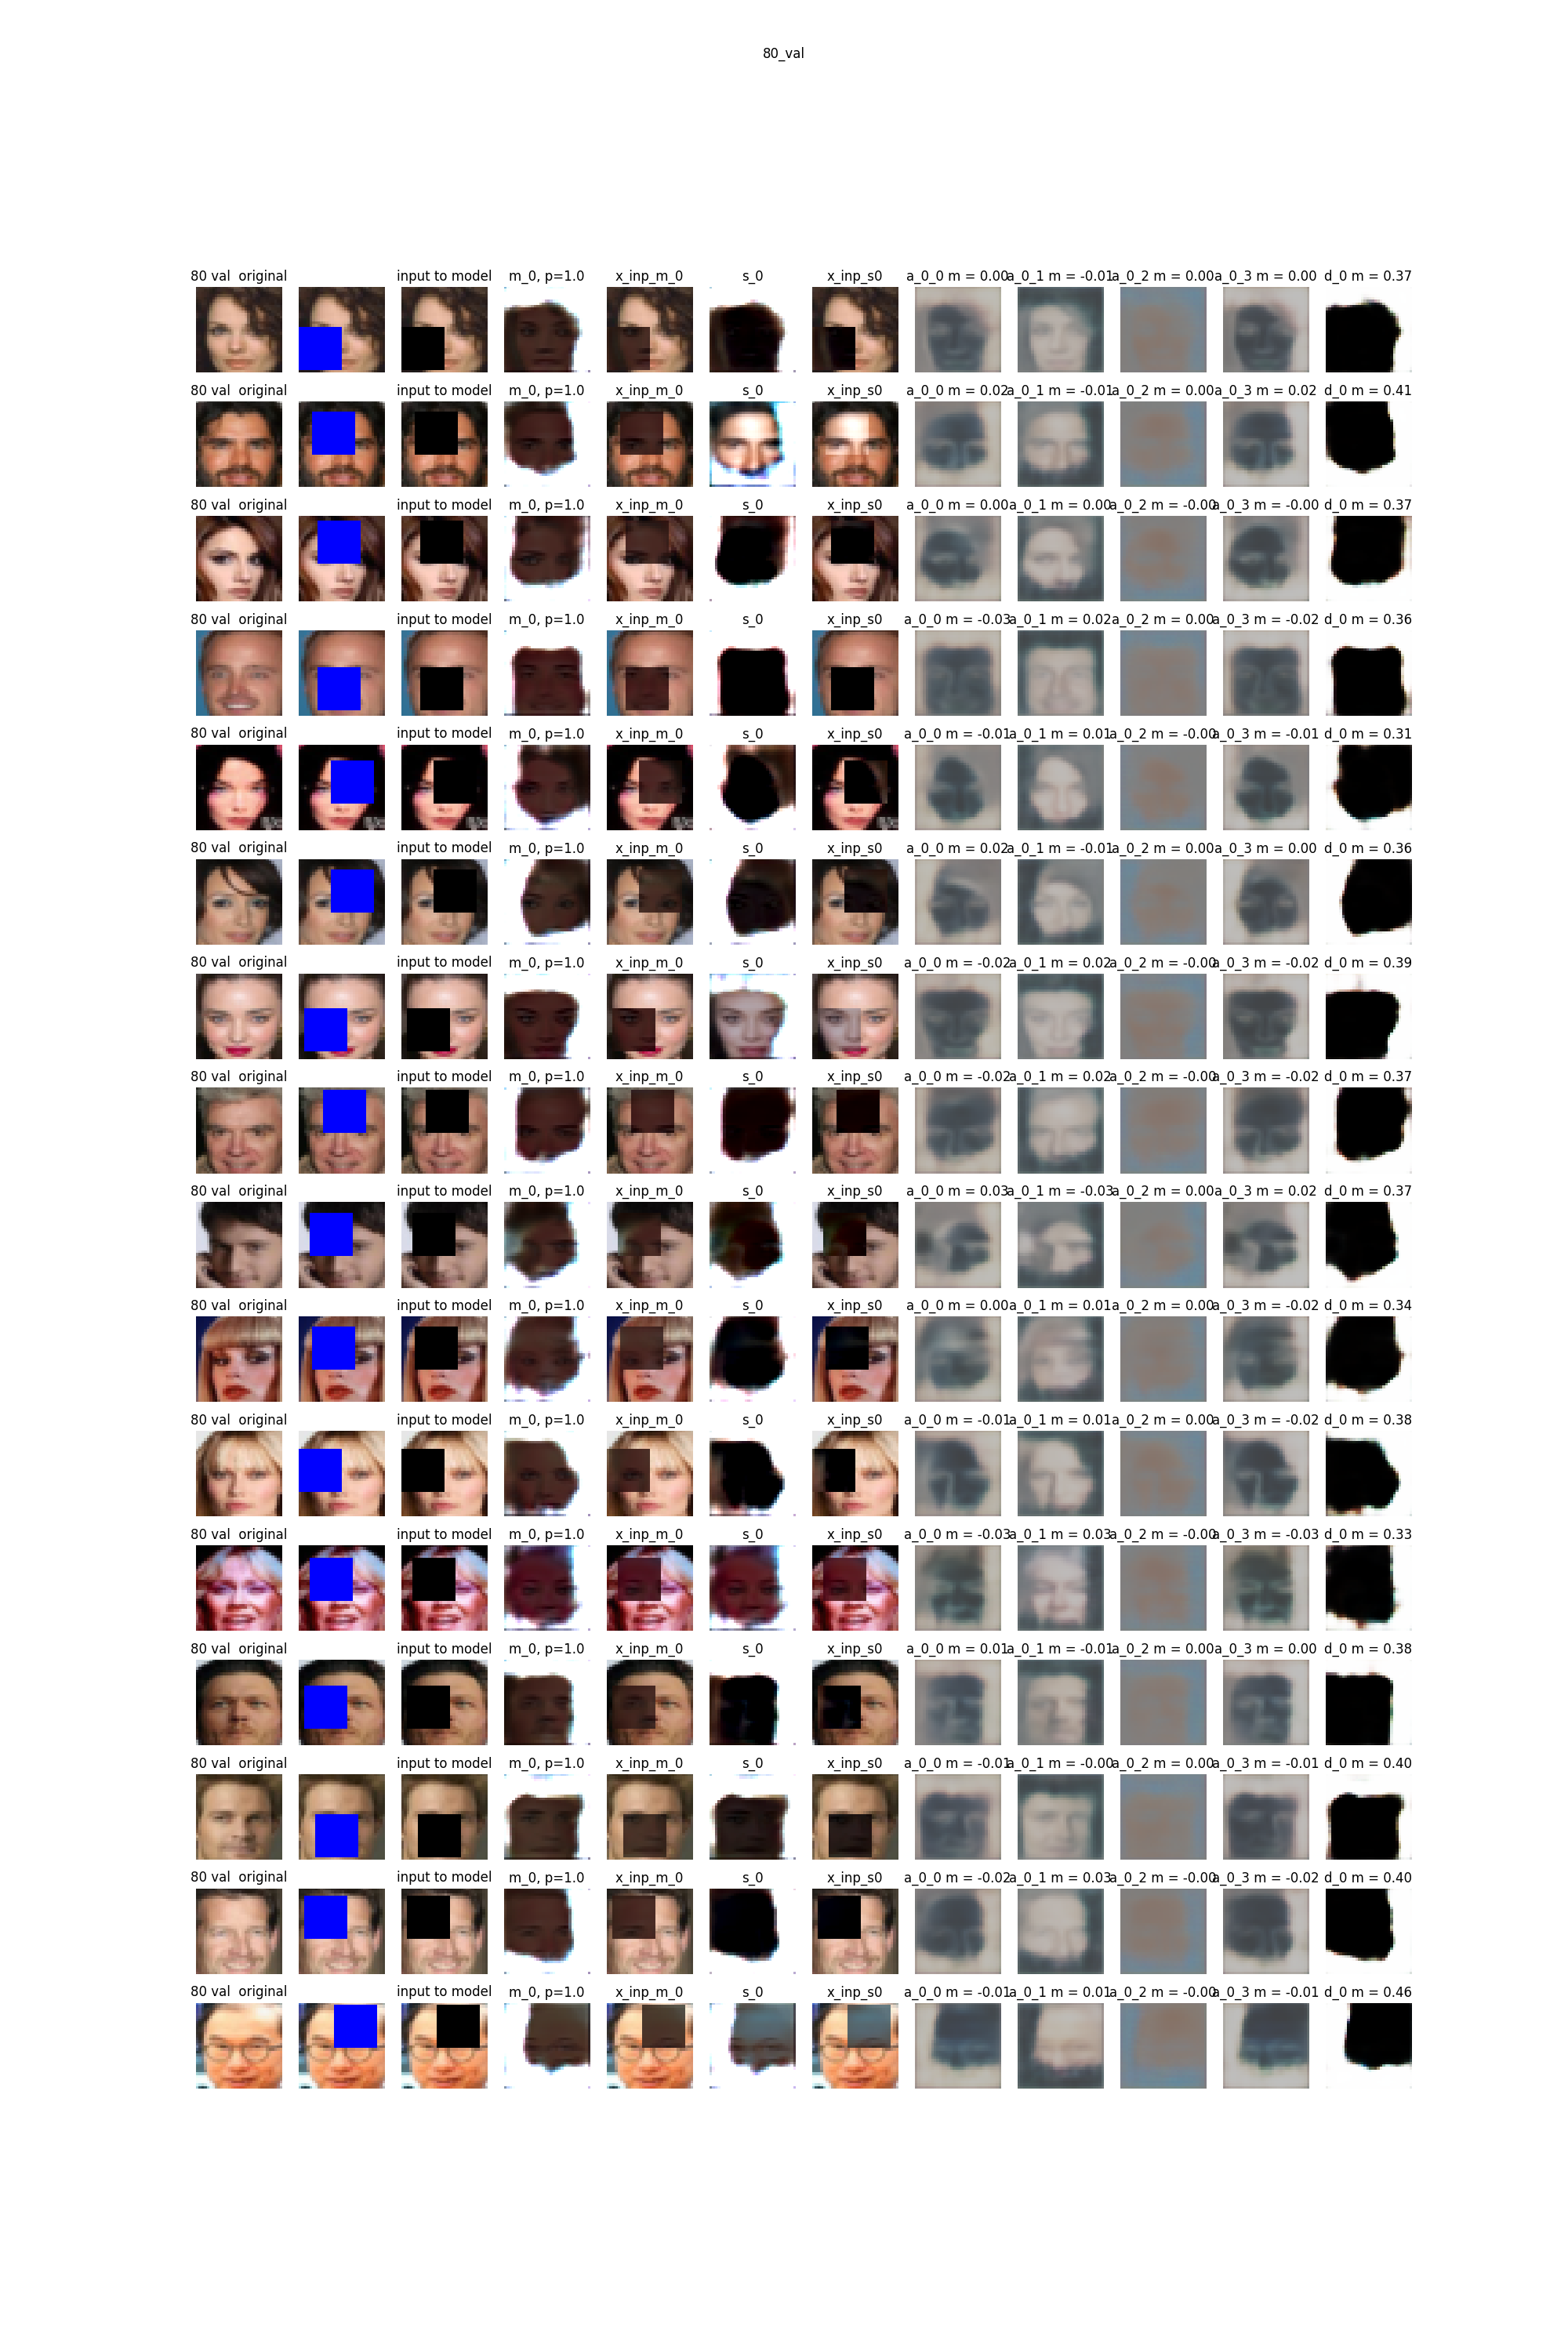 80_val
80 val original input to model m_0, p=1.0 x_inp_m_0 s_0 x_inp_s0 a_0_0 m = 0.00 a_0_1 m = -0.01 a_0_2 m = 0.00 a_0_3 m = 0.00 d_0 m = 0.37
80 val original input to model m_0, p=1.0 x_inp_m_0 s_0 x_inp_s0 a_0_0 m = 0.02 a_0_1 m = -0.01 a_0_2 m = 0.00 a_0_3 m = 0.02 d_0 m = 0.41
80 val original input to model m_0, p=1.0 x_inp_m_0 s_0 x_inp_s0 a_0_0 m = 0.00 a_0_1 m = 0.00 a_0_2 m = -0.00 a_0_3 m = -0.00 d_0 m = 0.37
80 val original input to model m_0, p=1.0 x_inp_m_0 s_0 x_inp_s0 a_0_0 m = -0.03 a_0_1 m = 0.02 a_0_2 m = 0.00 a_0_3 m = -0.02 d_0 m = 0.36
80 val original input to model m_0, p=1.0 x_inp_m_0 s_0 x_inp_s0 a_0_0 m = -0.01 a_0_1 m = 0.01 a_0_2 m = -0.00 a_0_3 m = -0.01 d_0 m = 0.31
80 val original input to model m_0, p=1.0 x_inp_m_0 s_0 x_inp_s0 a_0_0 m = 0.02 a_0_1 m = -0.01 a_0_2 m = 0.00 a_0_3 m = 0.00 d_0 m = 0.36
80 val original input to model m_0, p=1.0 x_inp_m_0 s_0 x_inp_s0 a_0_0 m = -0.02 a_0_1 m = 0.02 a_0_2 m = -0.00 a_0_3 m = -0.02 d_0 m = 0.39
80 val original input to model m_0, p=1.0 x_inp_m_0 s_0 x_inp_s0 a_0_0 m = -0.02 a_0_1 m = 0.02 a_0_2 m = -0.00 a_0_3 m = -0.02 d_0 m = 0.37
80 val original input to model m_0, p=1.0 x_inp_m_0 s_0 x_inp_s0 a_0_0 m = 0.03 a_0_1 m = -0.03 a_0_2 m = 0.00 a_0_3 m = 0.02 d_0 m = 0.37
80 val original input to model m_0, p=1.0 x_inp_m_0 s_0 x_inp_s0 a_0_0 m = 0.00 a_0_1 m = 0.01 a_0_2 m = 0.00 a_0_3 m = -0.02 d_0 m = 0.34
80 val original input to model m_0, p=1.0 x_inp_m_0 s_0 x_inp_s0 a_0_0 m = -0.01 a_0_1 m = 0.01 a_0_2 m = 0.00 a_0_3 m = -0.02 d_0 m = 0.38
80 val original input to model m_0, p=1.0 x_inp_m_0 s_0 x_inp_s0 a_0_0 m = -0.03 a_0_1 m = 0.03 a_0_2 m = -0.00 a_0_3 m = -0.03 d_0 m = 0.33
80 val original input to model m_0, p=1.0 x_inp_m_0 s_0 x_inp_s0 a_0_0 m = 0.01 a_0_1 m = -0.01 a_0_2 m = 0.00 a_0_3 m = 0.00 d_0 m = 0.38
80 val original input to model m_0, p=1.0 x_inp_m_0 s_0 x_inp_s0 a_0_0 m = -0.01 a_0_1 m = -0.00 a_0_2 m = 0.00 a_0_3 m = -0.01 d_0 m = 0.40
80 val original input to model m_0, p=1.0 x_inp_m_0 s_0 x_inp_s0 a_0_0 m = -0.02 a_0_1 m = 0.03 a_0_2 m = -0.00 a_0_3 m = -0.02 d_0 m = 0.40
80 val original input to model m_0, p=1.0 x_inp_m_0 s_0 x_inp_s0 a_0_0 m = -0.01 a_0_1 m = 0.01 a_0_2 m = -0.00 a_0_3 m = -0.01 d_0 m = 0.46